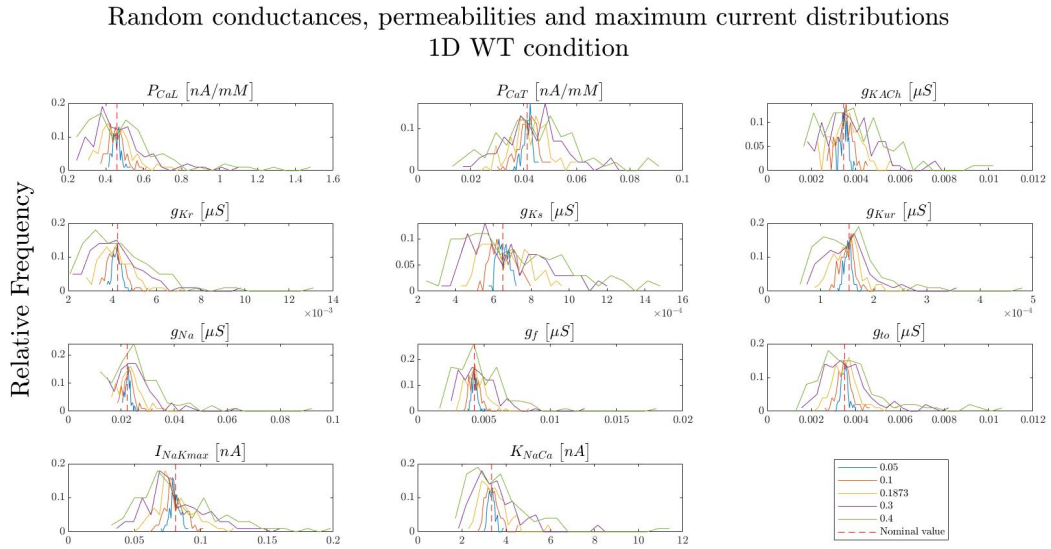 Random conductances, permeabilities and maximum current distributions
1D WT condition
Relative Frequency
P_CaL [nA/mM]
0.2
0.1
0
0.2 0.4 0.6 0.8 1 1.2 1.4 1.6
P_CaT [nA/mM]
0.1
0
0 0.02 0.04 0.06 0.08 0.1
g_KACh [μS]
0.1
0.05
0
0.002 0.004 0.006 0.008 0.01 0.012
g_Kr [μS]
0.2
0.1
0
2 4 6 8 10 12 14
×10⁻³
g_Ks [μS]
0.1
0.05
0
2 4 6 8 10 12 14 16
×10⁻⁴
g_Kur [μS]
0.2
0.1
0
0 1 2 3 4 5
×10⁻⁴
g_Na [μS]
0.2
0.1
0
0 0.02 0.04 0.06 0.08 0.1
g_f [μS]
0.2
0.1
0
0 0.005 0.01 0.015 0.02
g_to [μS]
0.2
0.1
0
0 0.002 0.004 0.006 0.008 0.01 0.012
I_NaKmax [nA]
0.2
0.1
0
0 0.05 0.1 0.15 0.2
K_NaCa [nA]
0.2
0.1
0
0 2 4 6 8 10 12
0.05
0.1
0.1873
0.3
0.4
Nominal value